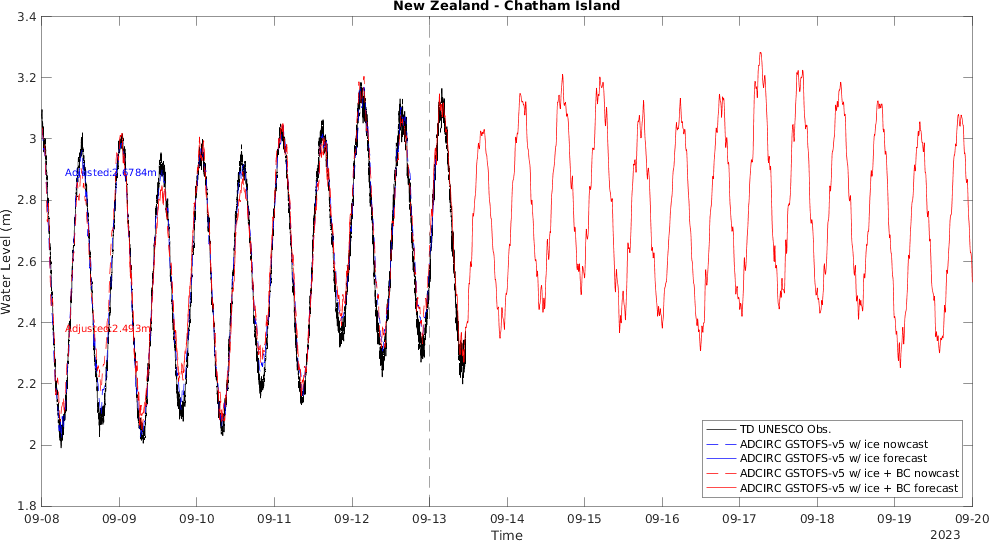 New Zealand - Chatham Island
3.4
3.2
3
2.8
2.6
2.4
2.2
2
1.8
Water Level (m)
Adjusted:2.6784m
Adjusted:2.493m
TD UNESCO Obs.
ADCIRC GSTOFS-v5 w/ ice nowcast
ADCIRC GSTOFS-v5 w/ ice forecast
ADCIRC GSTOFS-v5 w/ ice + BC nowcast
ADCIRC GSTOFS-v5 w/ ice + BC forecast
09-08 09-09 09-10 09-11 09-12 09-13 09-14 09-15 09-16 09-17 09-18 09-19 09-20
Time
2023